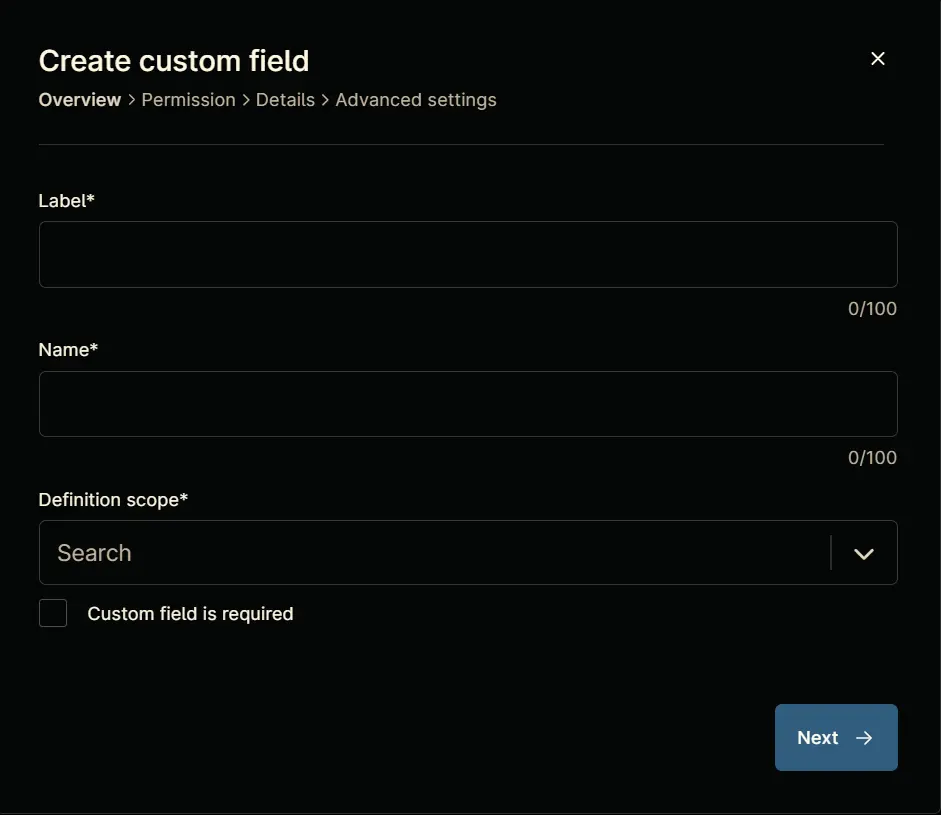 Create custom field
Overview > Permission > Details > Advanced settings
Label*
0/100
Name*
0/100
Definition scope*
Search
Custom field is required
Next →